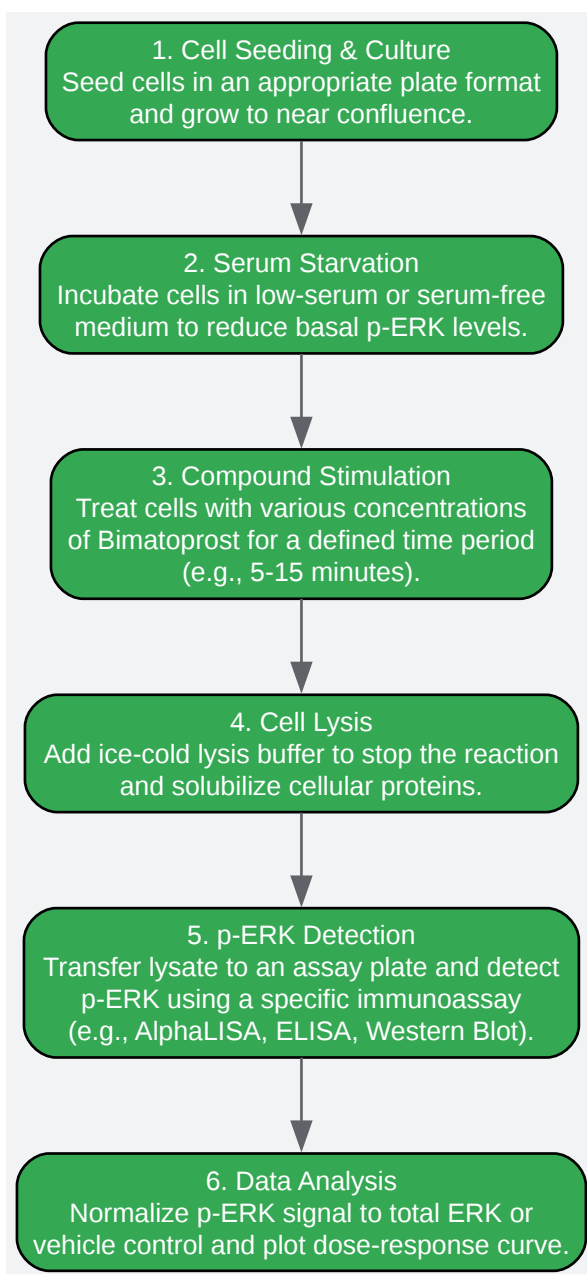 1. Cell Seeding & Culture
Seed cells in an appropriate plate format
and grow to near confluence.
2. Serum Starvation
Incubate cells in low-serum or serum-free
medium to reduce basal p-ERK levels.
3. Compound Stimulation
Treat cells with various concentrations
of Bimatoprost for a defined time period
(e.g., 5-15 minutes).
4. Cell Lysis
Add ice-cold lysis buffer to stop the reaction
and solubilize cellular proteins.
5. p-ERK Detection
Transfer lysate to an assay plate and detect
p-ERK using a specific immunoassay
(e.g., AlphaLISA, ELISA, Western Blot).
6. Data Analysis
Normalize p-ERK signal to total ERK or
vehicle control and plot dose-response curve.